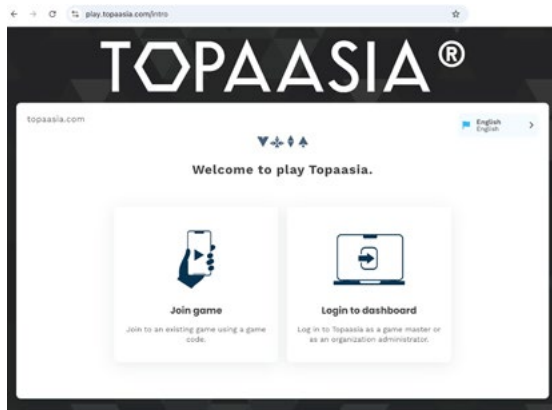 play.topaasia.com/intro
TOPAASIA®
topaasia.com
English
English
Welcome to play Topaasia.
Join game
Join to an existing game using a game
code.
Login to dashboard
Log in to Topaasia as a game master or
as an organization administrator.